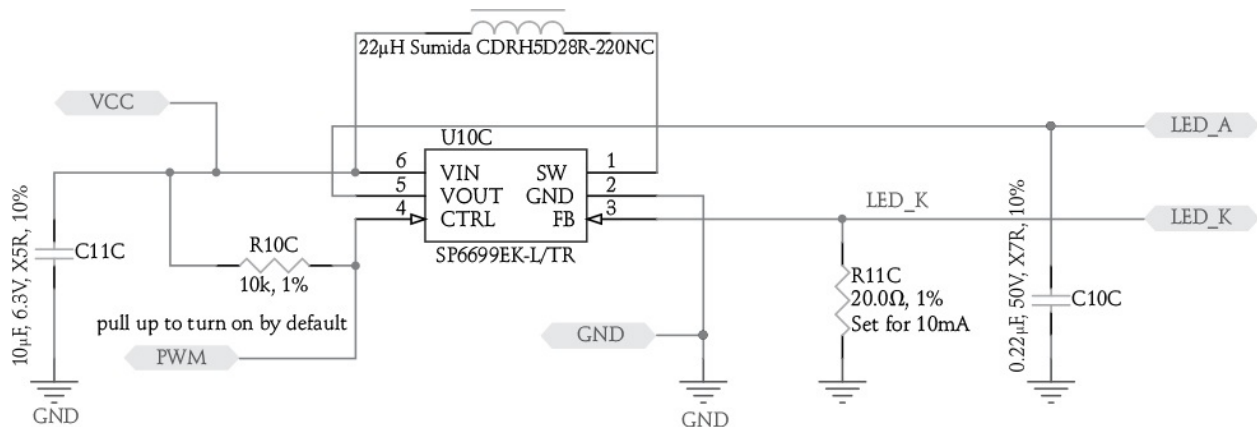 22µH Sumida CDRH5D28R-220NC
VCC
LED_A
U10C
6 VIN SW 1
5 VOUT GND 2
4 CTRL FB 3
SP6699EK-L/TR
LED_K
LED_K
10µF, 6.3V, X5R, 10%
C11C
R10C
10k, 1%
pull up to turn on by default
PWM
GND
R11C
20.0Ω, 1%
Set for 10mA
0.22µF, 50V, X7R, 10%
C10C
GND
GND